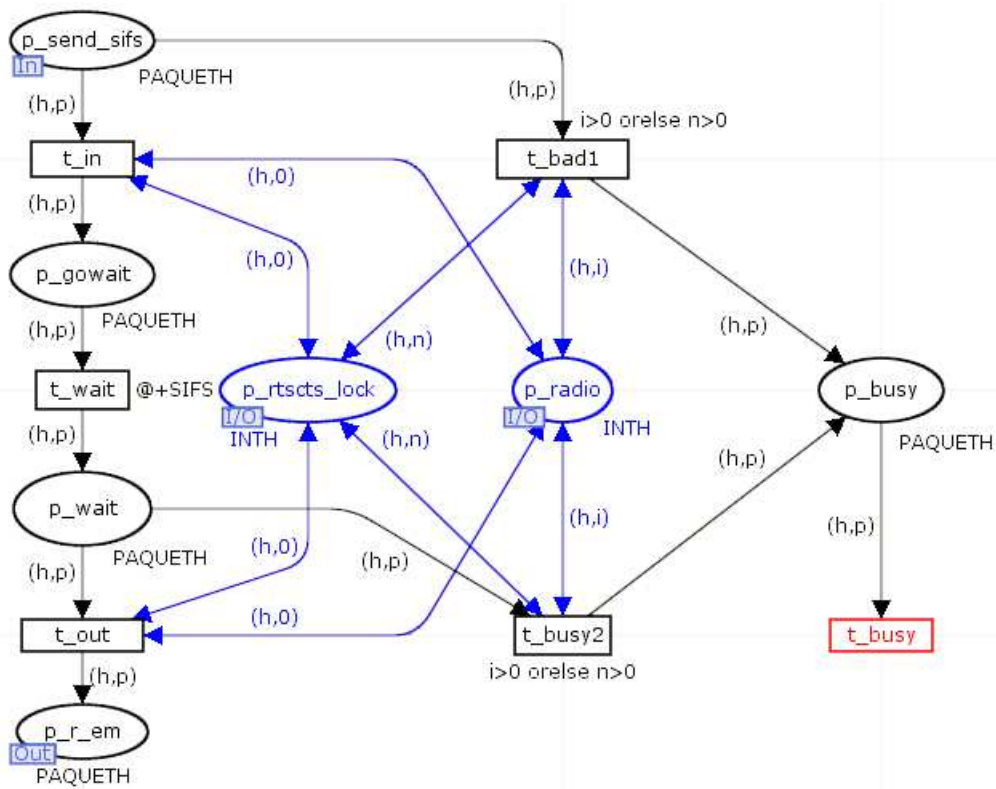 p_send_sifs
In
PAQUETH
(h,p)
(h,p)
i>0 orelse n>0
t_in
t_bad1
(h,0)
(h,p)
(h,0)
(h,i)
p_gowait
PAQUETH
(h,p)
(h,n)
(h,p)
t_wait
@+SIFS
p_rtscts_lock
I/O
INTH
p_radio
I/O
INTH
p_busy
PAQUETH
(h,p)
(h,n)
(h,p)
p_wait
PAQUETH
(h,i)
(h,p)
(h,0)
(h,p)
(h,p)
(h,0)
t_out
t_busy2
t_busy
i>0 orelse n>0
(h,p)
p_r_em
Out
PAQUETH